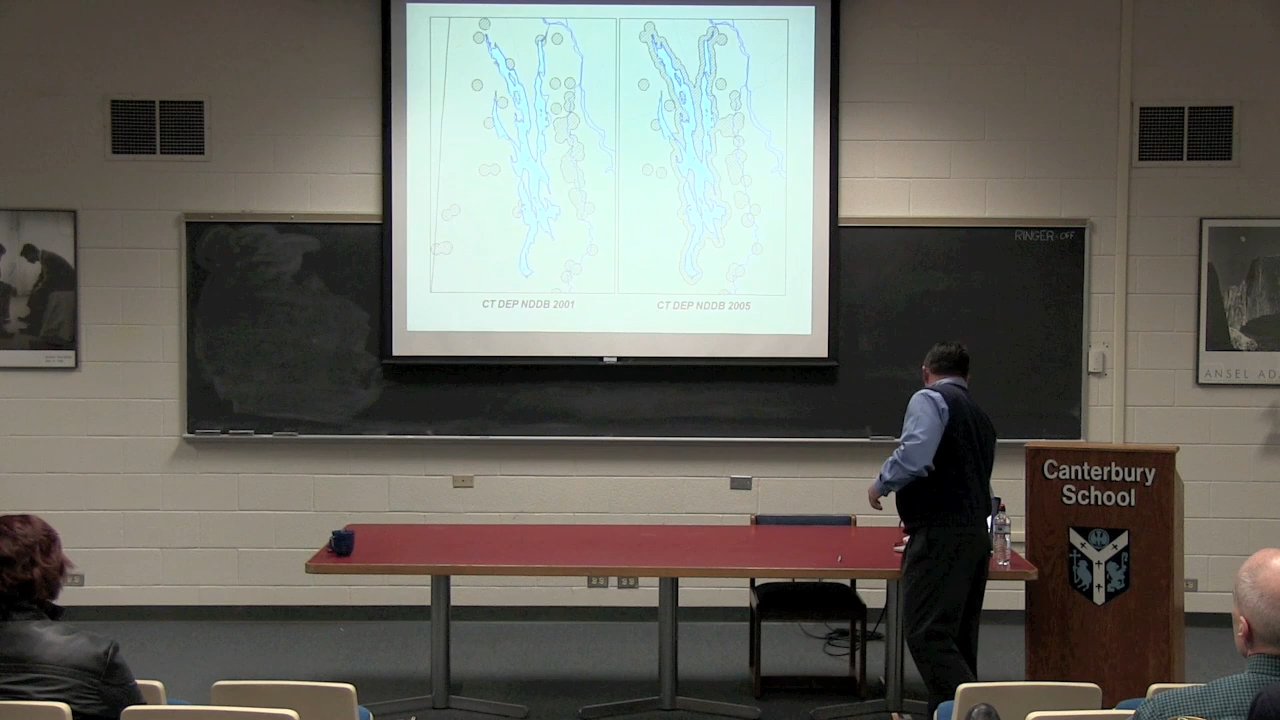 CT DEP NDDB 2001
CT DEP NDDB 2005
RINGER-OFF
ANSEL AD
Canterbury
School